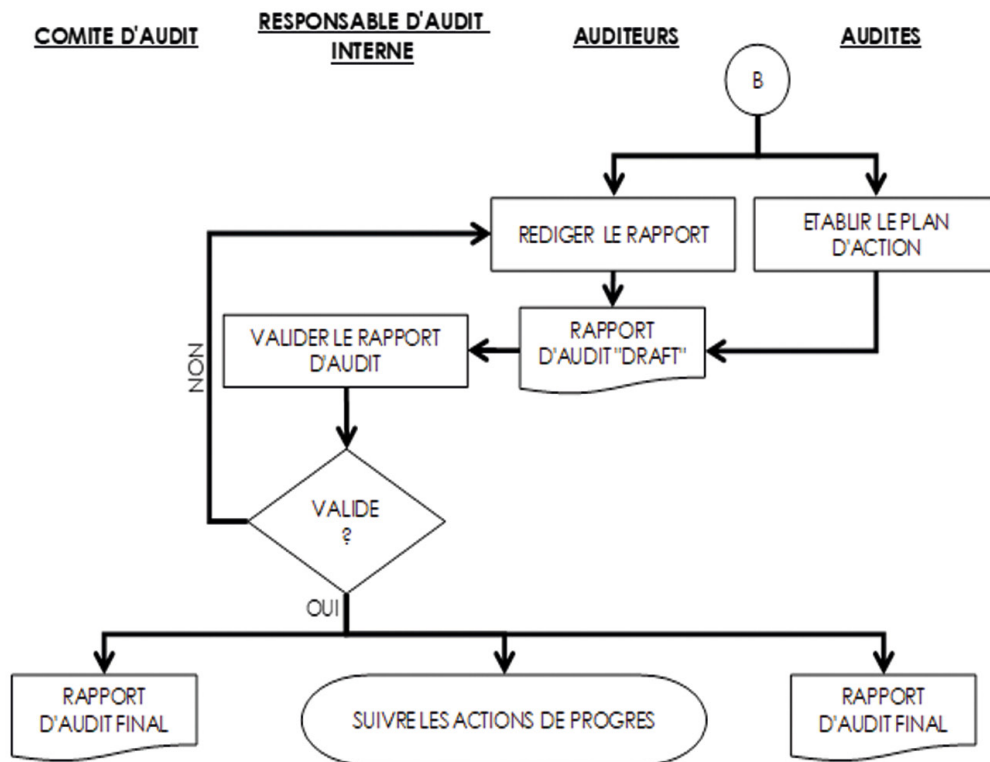 COMITE D'AUDIT
RESPONSABLE D'AUDIT
INTERNE
AUDITEURS
AUDITES
B
REDIGER LE RAPPORT
ETABLIR LE PLAN
D'ACTION
VALIDER LE RAPPORT
D'AUDIT
RAPPORT
D'AUDIT "DRAFT"
NON
VALIDE
?
OUI
RAPPORT
D'AUDIT FINAL
SUIVRE LES ACTIONS DE PROGRES
RAPPORT
D'AUDIT FINAL